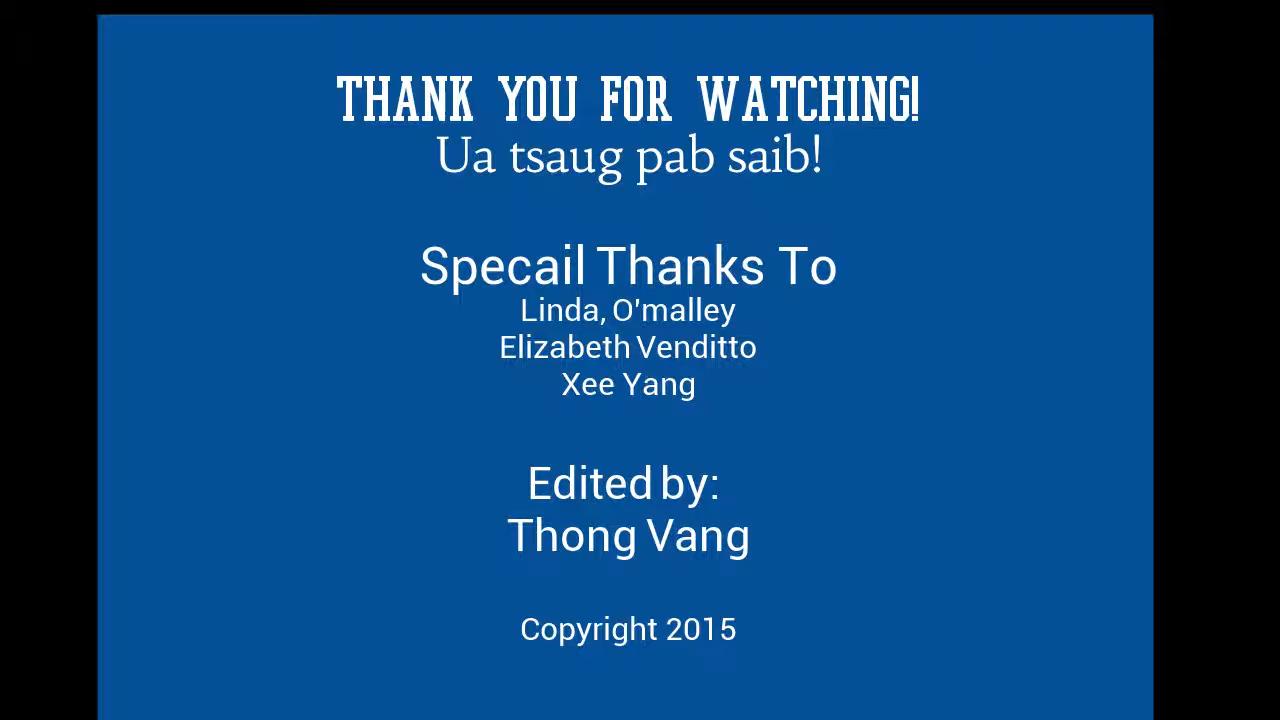 THANK YOU FOR WATCHING!
Ua tsaug pab saib!
Specail Thanks To
Linda, O'malley
Elizabeth Venditto
Xee Yang
Edited by:
Thong Vang
Copyright 2015